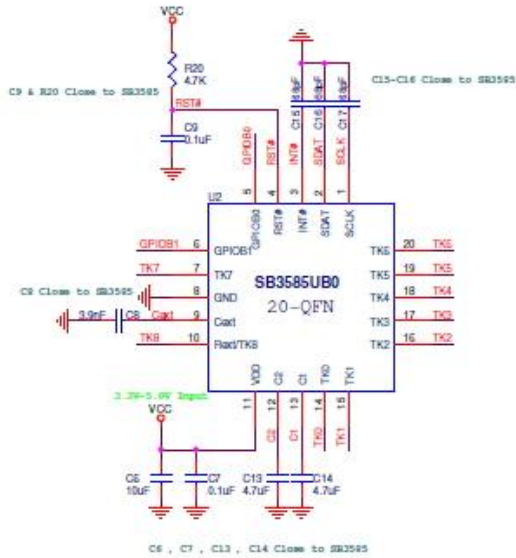 VCC
R20
4.7K
C9 & R20 Close to SB3585
RST#
C9
0.1uF
C15 68pF
C16 68pF
C17 68pF
C15-C16 Close to SB3585
GPIOB0
RST#
INT#
SDAT
SCLK
U2
5
4
3
2
1
GPIOB0
RST#
INT#
SDAT
SCLK
GPIOB1 6 GPIOB1
TK7 7 TK7
8 GND
C8 Close to SB3585
3.9nF C8 Cext 9 Cext
TK8 10 Rext/TK8
SB3585UB0
20-QFN
TK6 20 TK6
TK5 19 TK5
TK4 18 TK4
TK3 17 TK3
TK2 16 TK2
VDD
C2
C1
TK0
TK1
11
12
13
14
15
C2
C1
TK0
TK1
3.3V-5.0V Input
VCC
C6
10uF
C7
0.1uF
C13
4.7uF
C14
4.7uF
C6 , C7 , C13 , C14 Close to SB3585